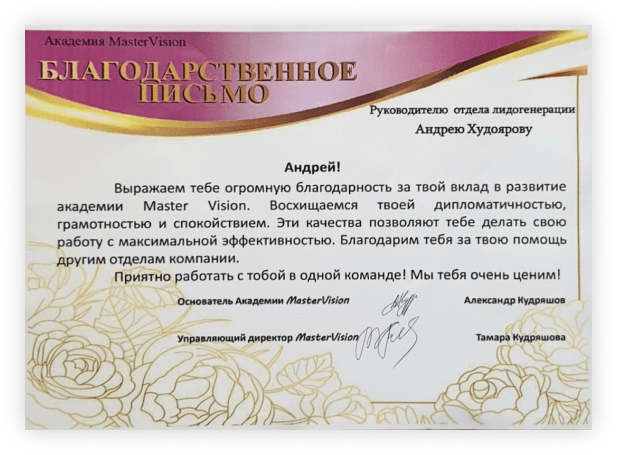 Академия MasterVision
БЛАГОДАРСТВЕННОЕ
ПИСЬМО
Руководителю отдела лидогенерации
Андрею Худоярову
Андрей!
Выражаем тебе огромную благодарность за твой вклад в развитие
академии Master Vision. Восхищаемся твоей дипломатичностью,
грамотностью и спокойствием. Эти качества позволяют тебе делать свою
работу с максимальной эффективностью. Благодарим тебя за твою помощь
другим отделам компании.
Приятно работать с тобой в одной команде! Мы тебя очень ценим!
Основатель Академии MasterVision Александр Кудряшов
Управляющий директор MasterVision Тамара Кудряшова